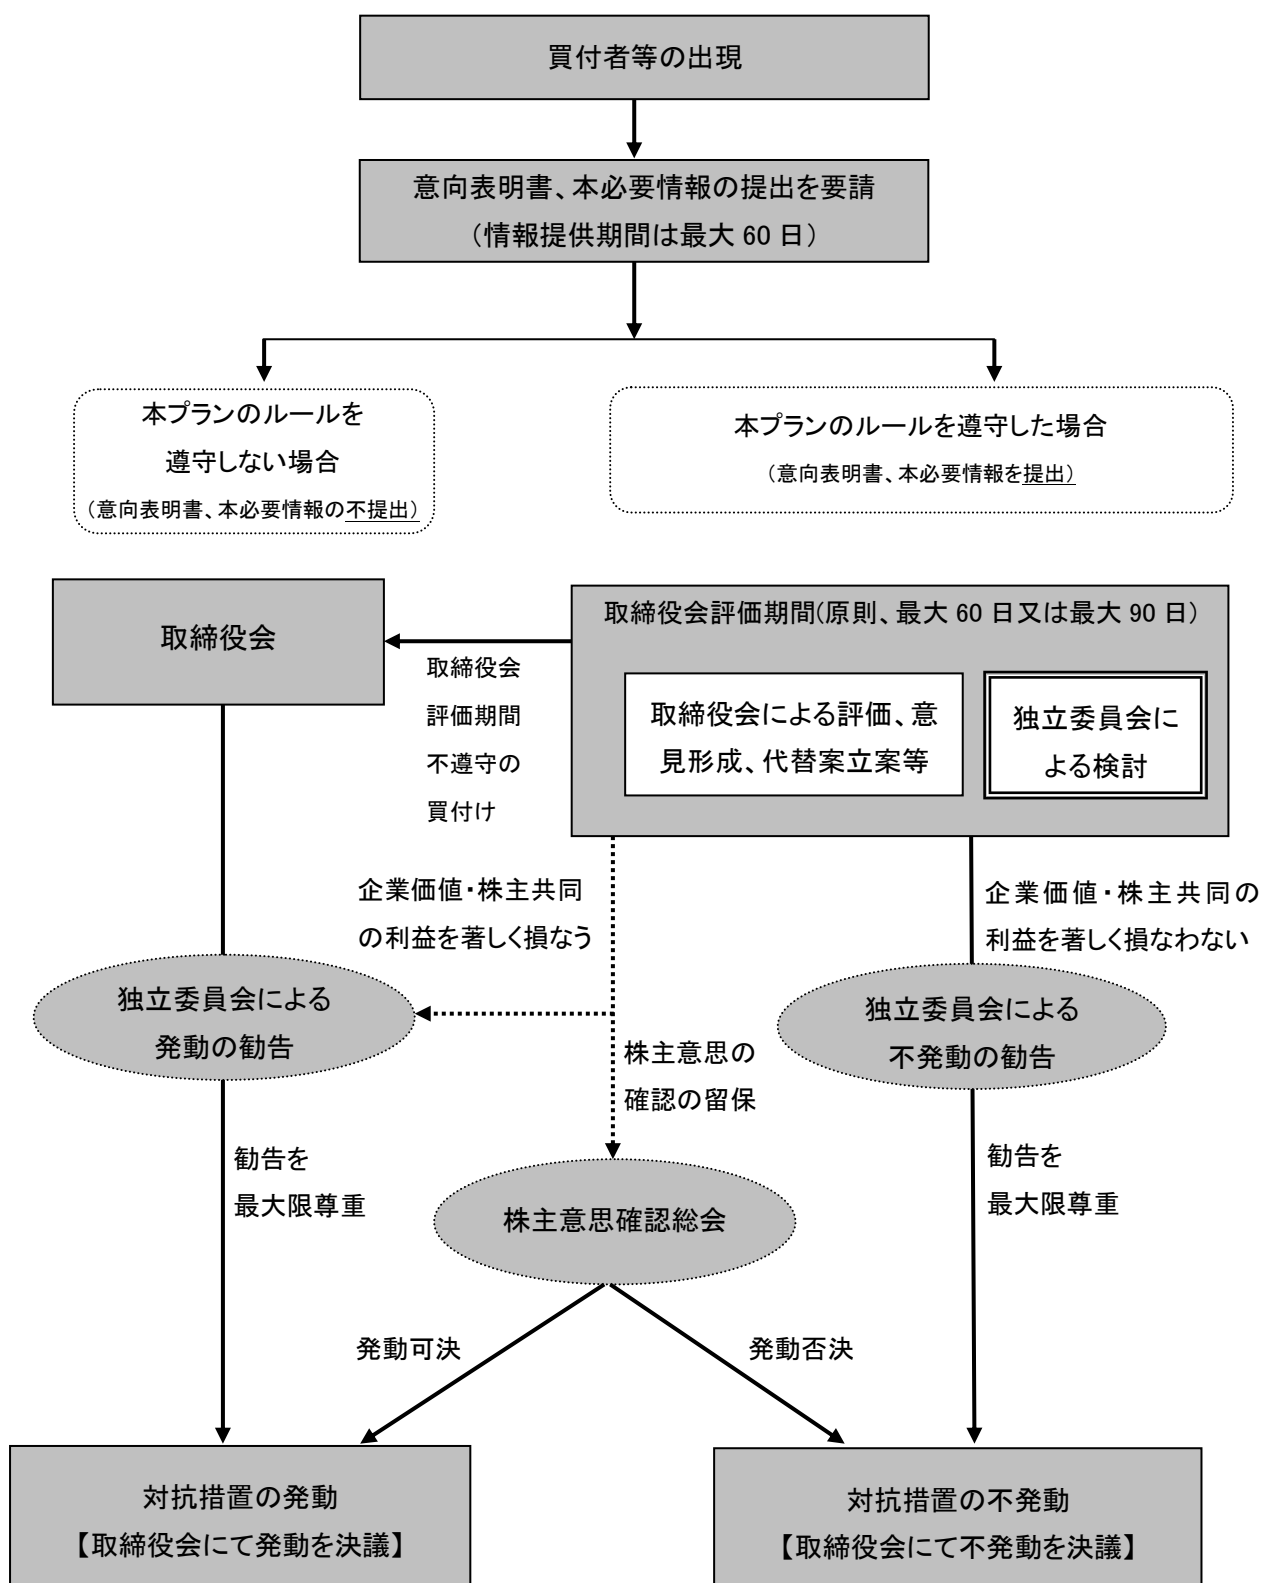 買付者等の出現
意向表明書、本必要情報の提出を要請
（情報提供期間は最大 60 日）
本プランのルールを
遵守しない場合
（意向表明書、本必要情報の不提出）
本プランのルールを遵守した場合
（意向表明書、本必要情報を提出）
取締役会
取締役会評価期間(原則、最大 60 日又は最大 90 日)
取締役会
評価期間
不遵守の
買付け
取締役会による評価、意
見形成、代替案立案等
独立委員会に
よる検討
企業価値・株主共同
の利益を著しく損なう
企業価値・株主共同の
利益を著しく損なわない
独立委員会による
発動の勧告
独立委員会による
不発動の勧告
株主意思の
確認の留保
勧告を
最大限尊重
株主意思確認総会
勧告を
最大限尊重
発動可決
発動否決
対抗措置の発動
【取締役会にて発動を決議】
対抗措置の不発動
【取締役会にて不発動を決議】